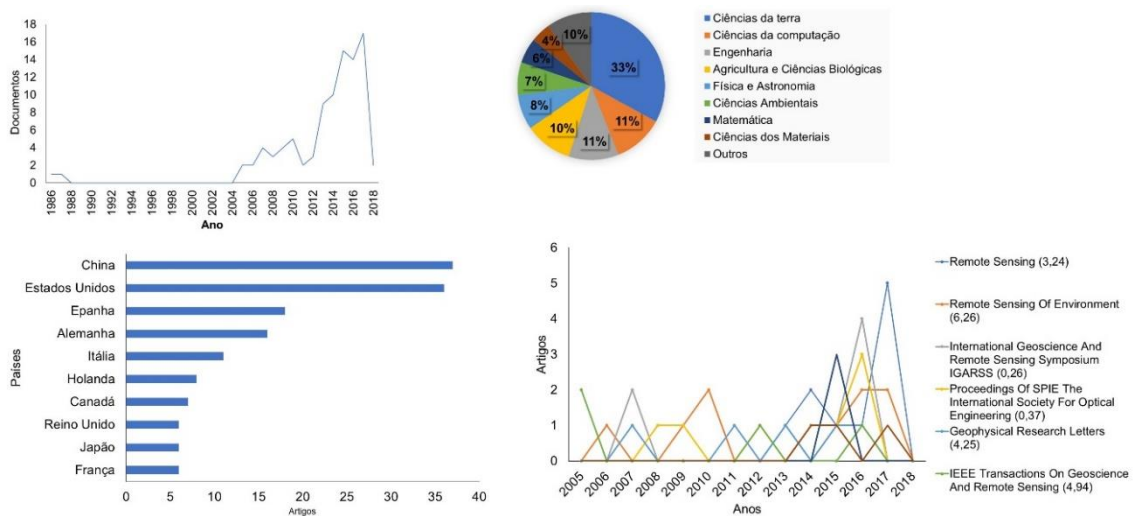 18
16
14
12
10
8
6
4
2
0
Documentos
1986
1988
1990
1992
1994
1996
1998
2000
2002
2004
2006
2008
2010
2012
2014
2016
2018
Ano
33%
11%
11%
10%
8%
7%
6%
4%
10%
Ciências da terra
Ciências da computação
Engenharia
Agricultura e Ciências Biológicas
Física e Astronomia
Ciências Ambientais
Matemática
Ciências dos Materiais
Outros
Países
China
Estados Unidos
Epanha
Alemanha
Itália
Holanda
Canadá
Reino Unido
Japão
França
0
5
10
15
20
25
30
35
40
Artigos
6
5
4
3
2
1
0
Artigos
2005
2006
2007
2008
2009
2010
2011
2012
2013
2014
2015
2016
2017
2018
Anos
Remote Sensing (3,24)
Remote Sensing Of Environment
(6,26)
International Geoscience And
Remote Sensing Symposium
IGARSS (0,26)
Proceedings Of SPIE The
International Society For Optical
Engineering (0,37)
Geophysical Research Letters
(4,25)
IEEE Transactions On Geoscience
And Remote Sensing (4,94)